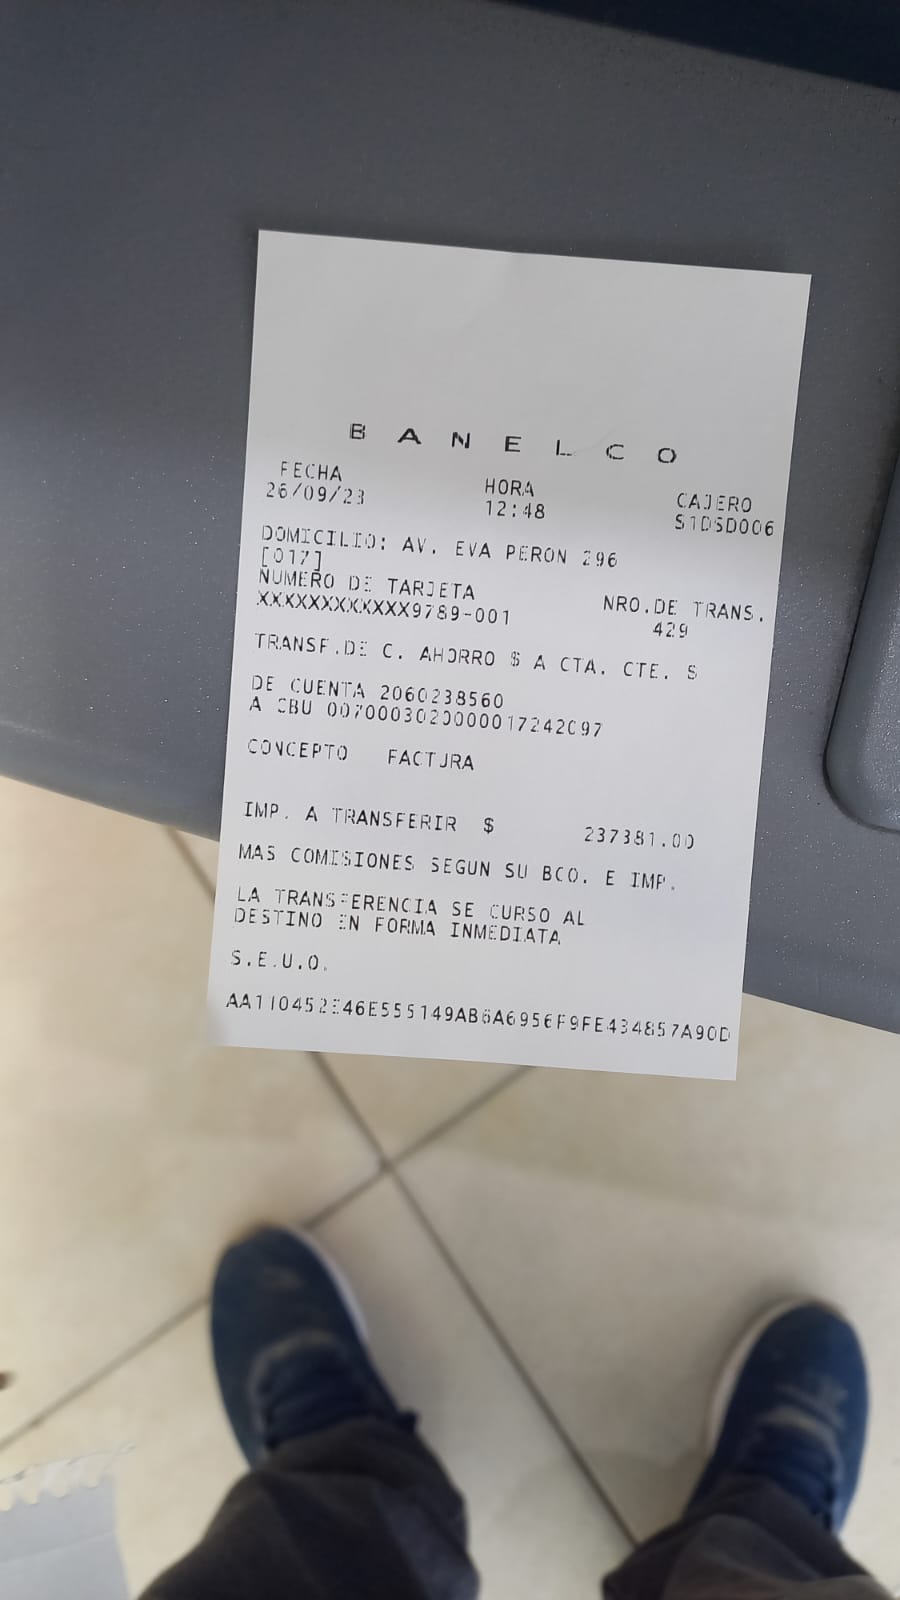 BANELCO
FECHA HORA CAJERO
26/09/23 12:48 S1DSD006
DOMICILIO: AV. EVA PERON 296
[017]
NUMERO DE TARJETA NRO.DE TRANS.
XXXXXXXXXXXX9789-001 429
TRANSF.DE C. AHORRO $ A CTA. CTE. $
DE CUENTA 2060238560
A CBU 0070003020000017242097
CONCEPTO FACTURA
IMP. A TRANSFERIR $ 237381.00
MAS COMISIONES SEGUN SU BCO. E IMP.
LA TRANSFERENCIA SE CURSO AL
DESTINO EN FORMA INMEDIATA
S.E.U.O.